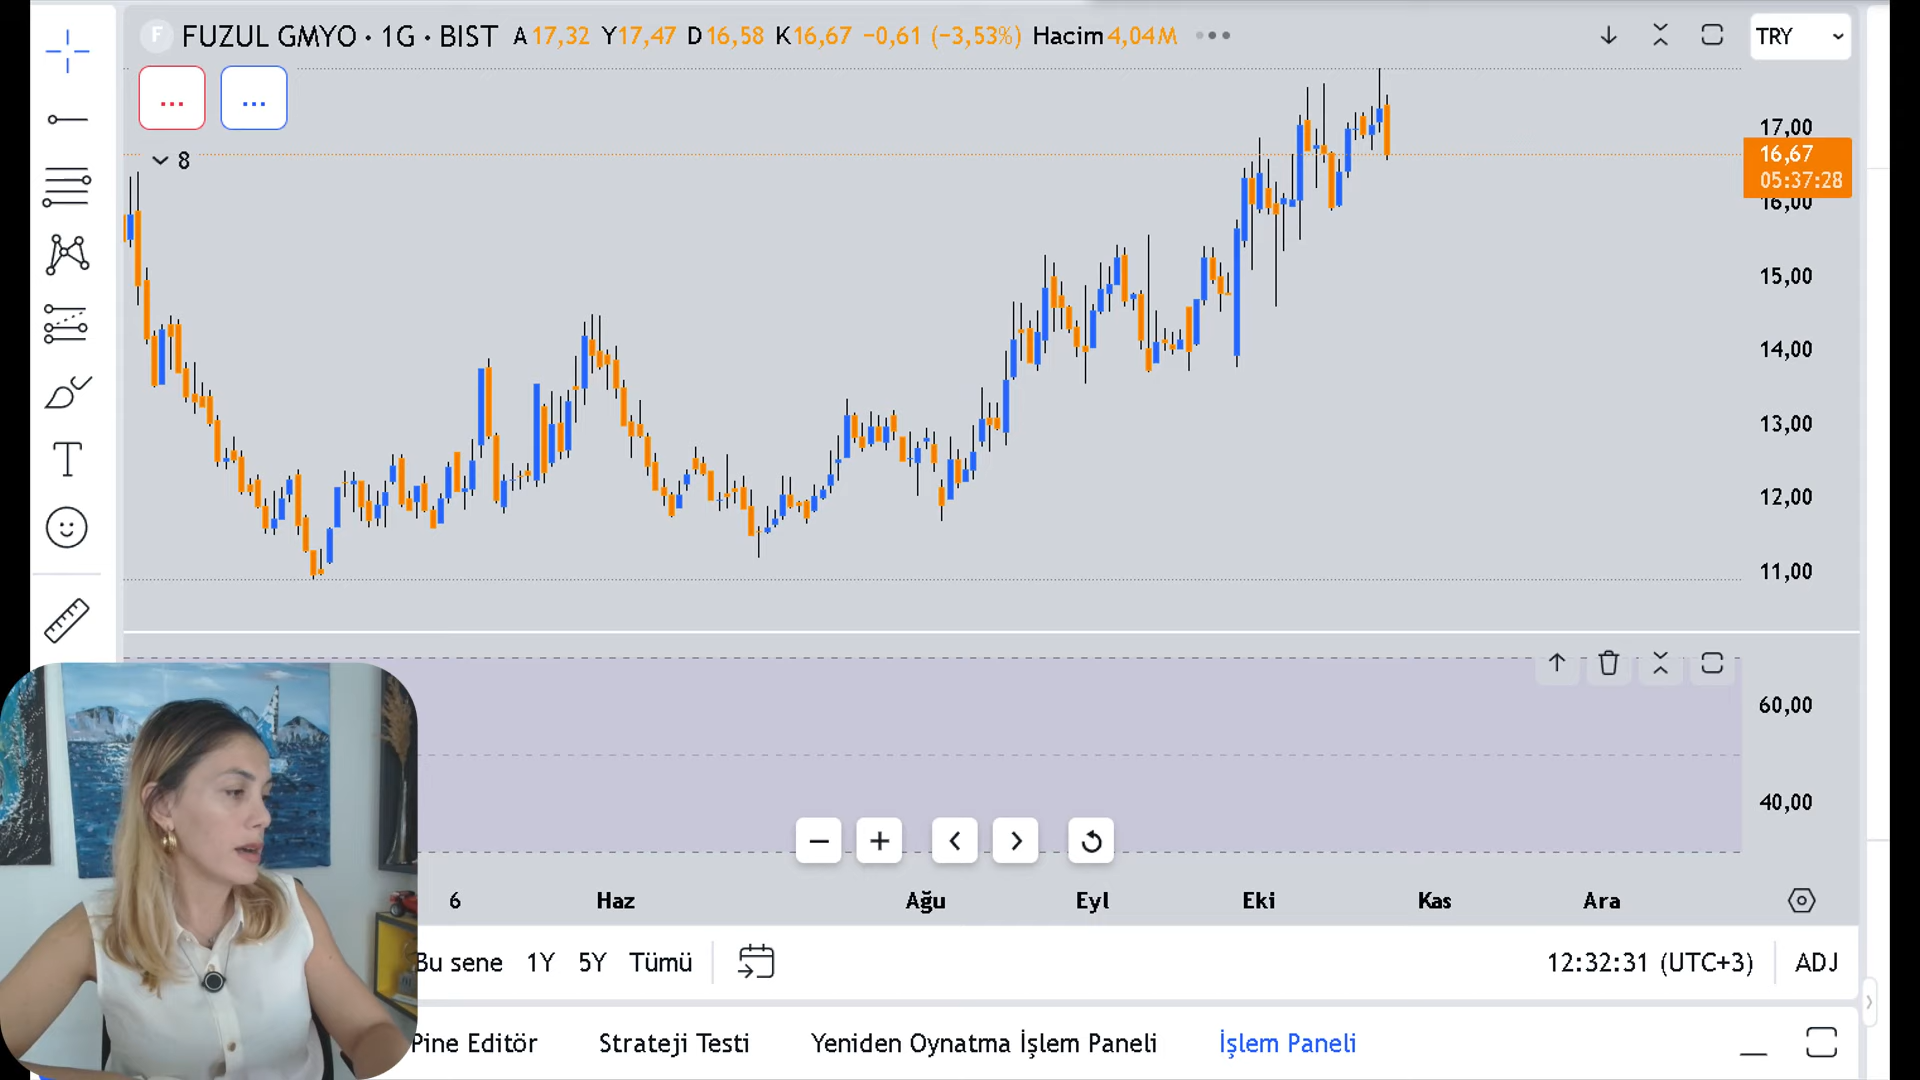 F FUZUL GMYO · 1G · BIST A17,32 Y17,47 D16,58 K16,67 −0,61 (−3,53%) Hacim4,04M
TRY
8
17,00
16,67
05:37:28
16,00
15,00
14,00
13,00
12,00
11,00
60,00
40,00
6 Haz Ağu Eyl Eki Kas Ara
Bu sene 1Y 5Y Tümü 12:32:31 (UTC+3) ADJ
Pine Editör Strateji Testi Yeniden Oynatma İşlem Paneli İşlem Paneli